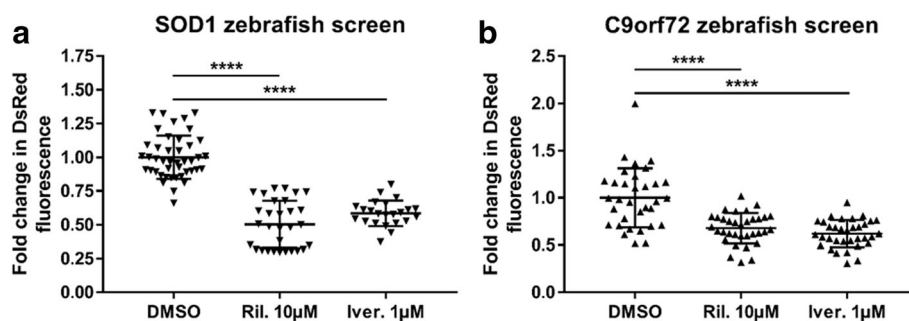 a
SOD1 zebrafish screen
Fold change in DsRed
fluorescence
1.75
1.50
1.25
1.00
0.75
0.50
0.25
0.00
****
****
DMSO
Ril. 10µM
Iver. 1µM
b
C9orf72 zebrafish screen
Fold change in DsRed
fluorescence
2.5
2.0
1.5
1.0
0.5
0.0
****
****
DMSO
Ril. 10µM
Iver. 1µM